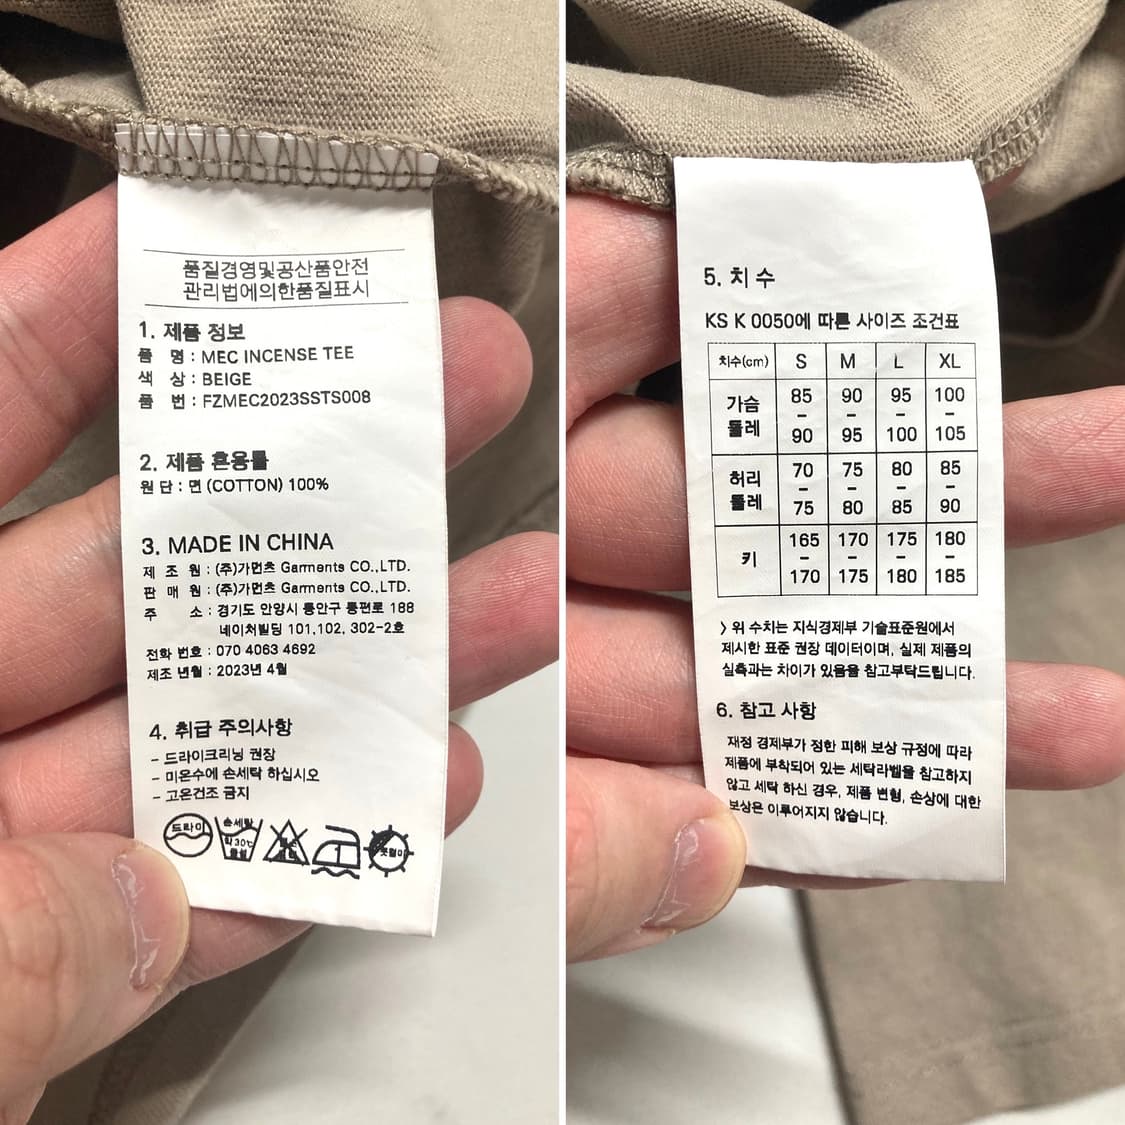 품질경영및공산품안전
관리법에의한품질표시
1. 제품 정보
품 명 : MEC INCENSE TEE
색 상 : BEIGE
품 번 : FZMEC2023SSTS008
2. 제품 혼용률
원 단 : 면 (COTTON) 100%
3. MADE IN CHINA
제 조 원 : (주)가먼츠 Garments CO.,LTD.
판 매 원 : (주)가먼츠 Garments CO.,LTD.
주 소 : 경기도 안양시 동안구 동편로 188
네이처빌딩 101,102, 302-2호
전화 번호 : 070 4063 4692
제조 년월 : 2023년 4월
4. 취급 주의사항
- 드라이크리닝 권장
- 미온수에 손세탁 하십시오
- 고온건조 금지
드라이
손세탁
약30℃
중성
5. 치 수
KS K 0050에 따른 사이즈 조건표
치수(cm) S M L XL
가슴 둘레 85 - 90 90 - 95 95 - 100 100 - 105
허리 둘레 70 - 75 75 - 80 80 - 85 85 - 90
키 165 - 170 170 - 175 175 - 180 180 - 185
> 위 수치는 지식경제부 기술표준원에서
제시한 표준 권장 데이터이며, 실제 제품의
실측과는 차이가 있음을 참고부탁드립니다.
6. 참고 사항
재정 경제부가 정한 피해 보상 규정에 따라
제품에 부착되어 있는 세탁라벨을 참고하지
않고 세탁 하신 경우, 제품 변형, 손상에 대한
보상은 이루어지지 않습니다.